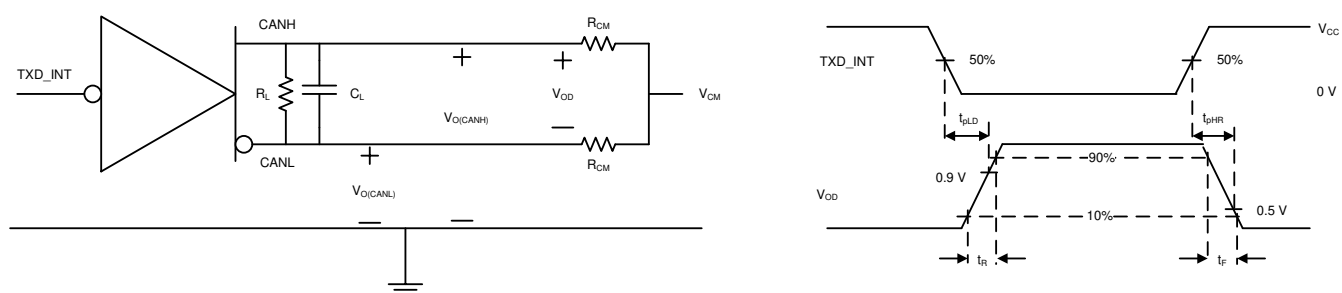 CANH
R_CM
TXD_INT
R_L
C_L
V_OD
V_CM
V_O(CANH)
CANL
R_CM
V_O(CANL)
V_CC
TXD_INT
50%
50%
0 V
t_pLD
t_pHR
90%
0.9 V
V_OD
10%
0.5 V
t_R
t_F